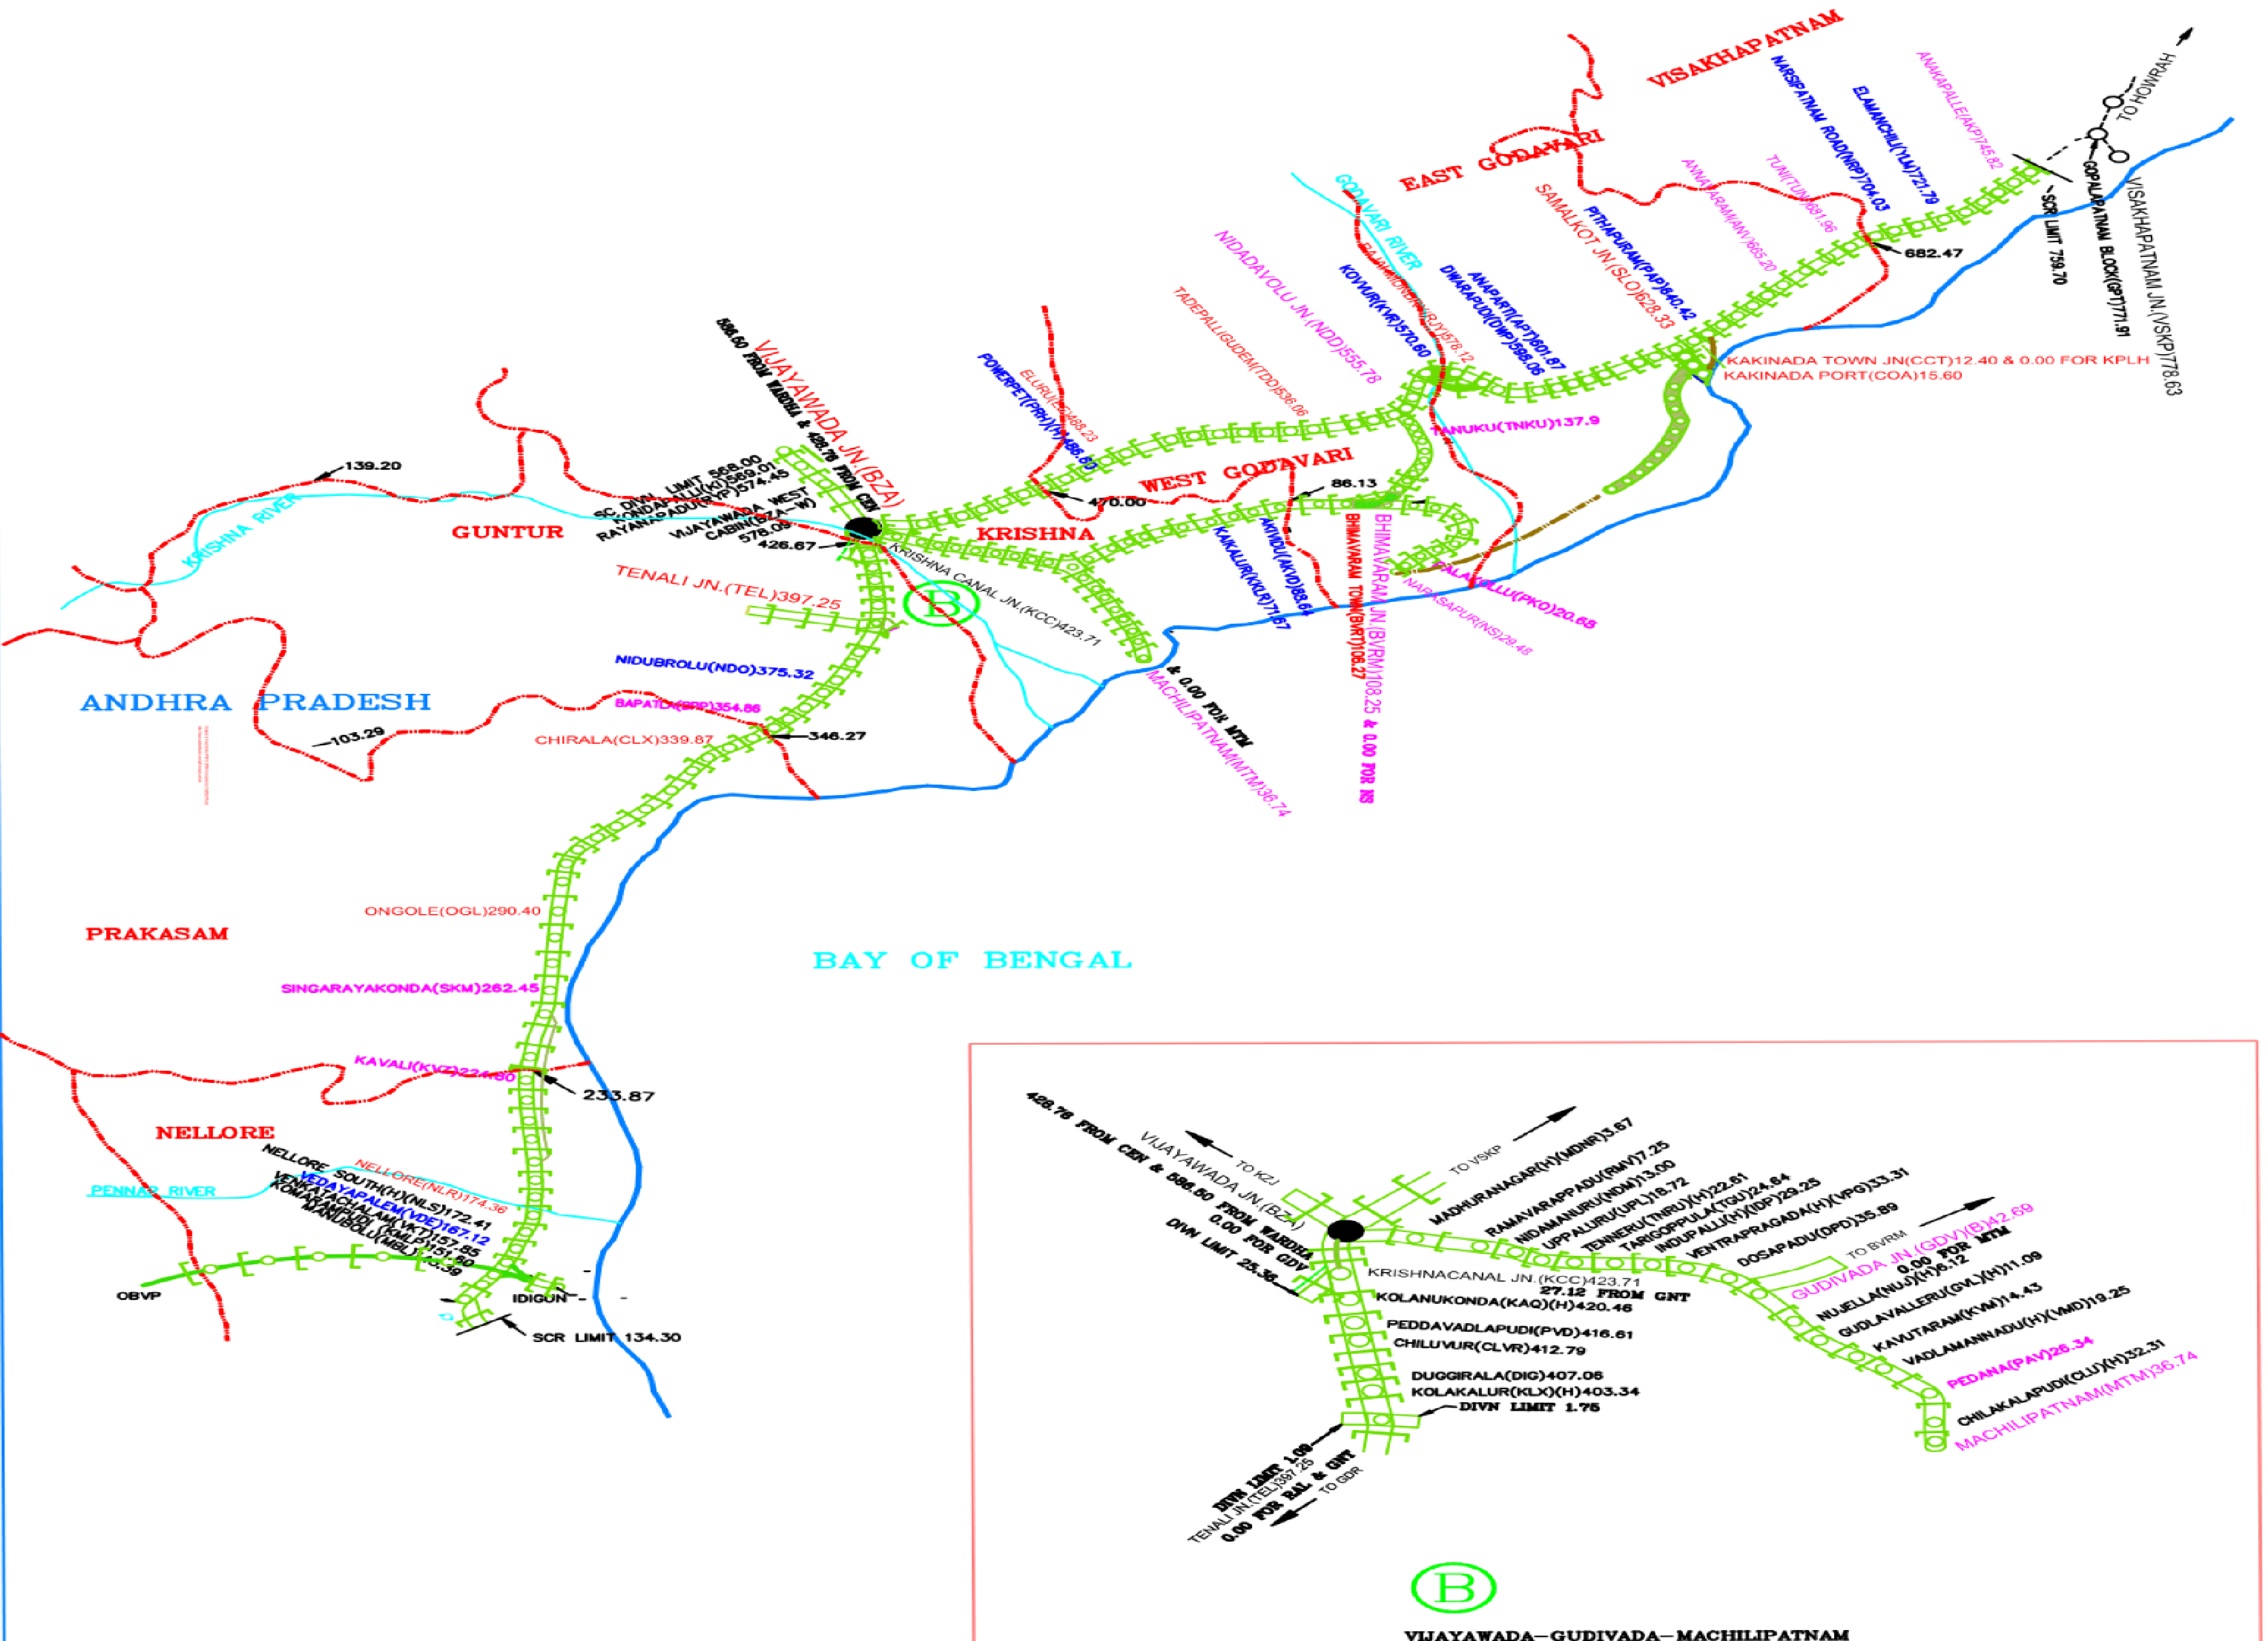 VISAKHAPATNAM
EAST GODAVARI
GODAVARI RIVER
NARSIPATNAM ROAD(NRP)704.03
ELAMANCHILI(YLM)721.79
ANAKAPALLE(AKP)745.82
TO HOWRAH
GOPALAPATNAM BLOCK(GPT)771.91
VISAKHAPATNAM JN.(VSKP)778.63
SCR LIMIT 759.70
TUNI(TUNI)681.96
ANNAVARAM(ANV)665.20
682.47
PITHAPURAM(PAP)640.42
SAMALKOT JN.(SLO)628.33
ANAPARTI(APT)601.87
DWARAPUDI(DWP)598.06
KOVVUR(KVR)570.60
NIDADAVOLU JN.(NDD)555.78
TADEPALLIGUDEM(TDD)536.06
KAKINADA TOWN JN(CCT)12.40 & 0.00 FOR KPLH
KAKINADA PORT(COA)15.60
TANUKU(TNKU)137.9
ELURU(EE)488.23
POWERPET(PRH)(H)486.60
VIJAYAWADA JN.(BZA)
586.60 FROM WARDHA & 428.76 FROM CEN
SC DIVN. LIMIT 568.00
KONDAPALLI(KI)569.01
RAYANAPADU(RYP)574.45
VIJAYAWADA WEST
CABIN(BZA-W)
578.09
426.67
139.20
KRISHNA RIVER
GUNTUR
WEST GODAVARI
470.00
86.13
KRISHNA
KRISHNA CANAL JN.(KCC)423.71
B
TENALI JN.(TEL)397.25
KAIKALUR(KKLR)71.67
AKIVIDU(AKVD)88.64
BHIMAVARAM TOWN(BVRT)106.27
BHIMAVARAM JN.(BVRM)108.25 & 0.00 FOR NS
PALAKOLLU(PKO)20.68
NARASAPUR(NS)29.48
NIDUBROLU(NDO)375.32
BAPATLA(BPP)354.86
CHIRALA(CLX)339.87
346.27
& 0.00 FOR MTM
MACHILIPATNAM(MTM)36.74
ANDHRA PRADESH
103.29
ONGOLE(OGL)290.40
PRAKASAM
BAY OF BENGAL
SINGARAYAKONDA(SKM)262.45
KAVALI(KVZ)224.80
233.87
NELLORE
PENNAR RIVER
NELLORE(NLR)174.36
NELLORE SOUTH(H)(NLS)172.41
VEDAYAPALEM(VDE)167.12
VENKATACHALAM(VKT)157.85
KOMARAMPUDI (KMLP)151.60
OBVP
SCR LIMIT 134.30
428.76 FROM CEN & 586.50 FROM WARDHA
VIJAYAWADA JN.(BZA)
TO KZJ
0.00 FOR GDV
DIVN LIMIT 25.36
TO VSKP
MADHURANAGAR(H)(MDNR)3.67
RAMAVARAPPADU(RMV)7.25
NIDAMANURU(NDM)13.00
UPPALURU(UPL)18.72
TENNERU(TNRU)(H)22.61
TARIGOPPULA(TGU)24.64
INDUPALLI(H)(IDP)29.25
VENTRAPRAGADA(H)(VPG)33.31
DOSAPADU(DPD)35.89
TO BVRM
GUDIVADA JN.(GDV)(B)42.69
0.00 FOR MTM
NUJELLA(NUJ)(H)6.12
GUDLAVALLERU(GVL)(H)11.09
KAVUTARAM(KVM)14.43
VADLAMANNADU(H)(VMD)19.25
PEDANA(PAV)26.34
CHILAKALAPUDI(CLU)(H)32.31
MACHILIPATNAM(MTM)36.74
KRISHNACANAL JN.(KCC)423.71
27.12 FROM GNT
KOLANUKONDA(KAQ)(H)420.46
PEDDAVADLAPUDI(PVD)416.61
CHILUVUR(CLVR)412.79
DUGGIRALA(DIG)407.06
KOLAKALUR(KLX)(H)403.34
DIVN LIMIT 1.75
DIVN LIMIT 1.09
TENALI JN.(TEL)397.25
0.00 FOR RAL & GNT
TO GDR
B
VIJAYAWADA-GUDIVADA-MACHILIPATNAM